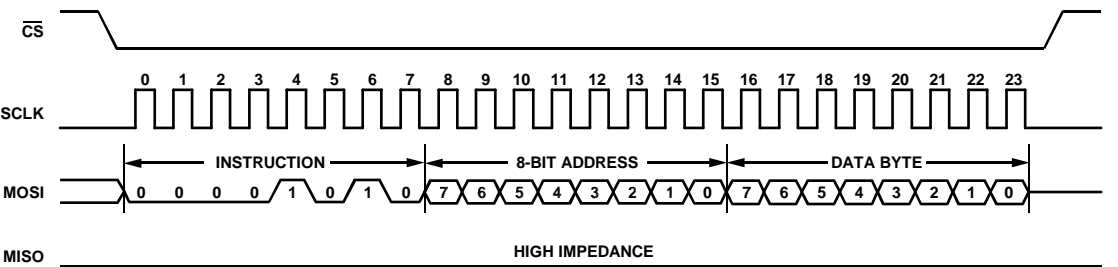 CS
0 1 2 3 4 5 6 7 8 9 10 11 12 13 14 15 16 17 18 19 20 21 22 23
SCLK
INSTRUCTION 8-BIT ADDRESS DATA BYTE
MOSI 0 0 0 0 1 0 1 0 7 6 5 4 3 2 1 0 7 6 5 4 3 2 1 0
HIGH IMPEDANCE
MISO